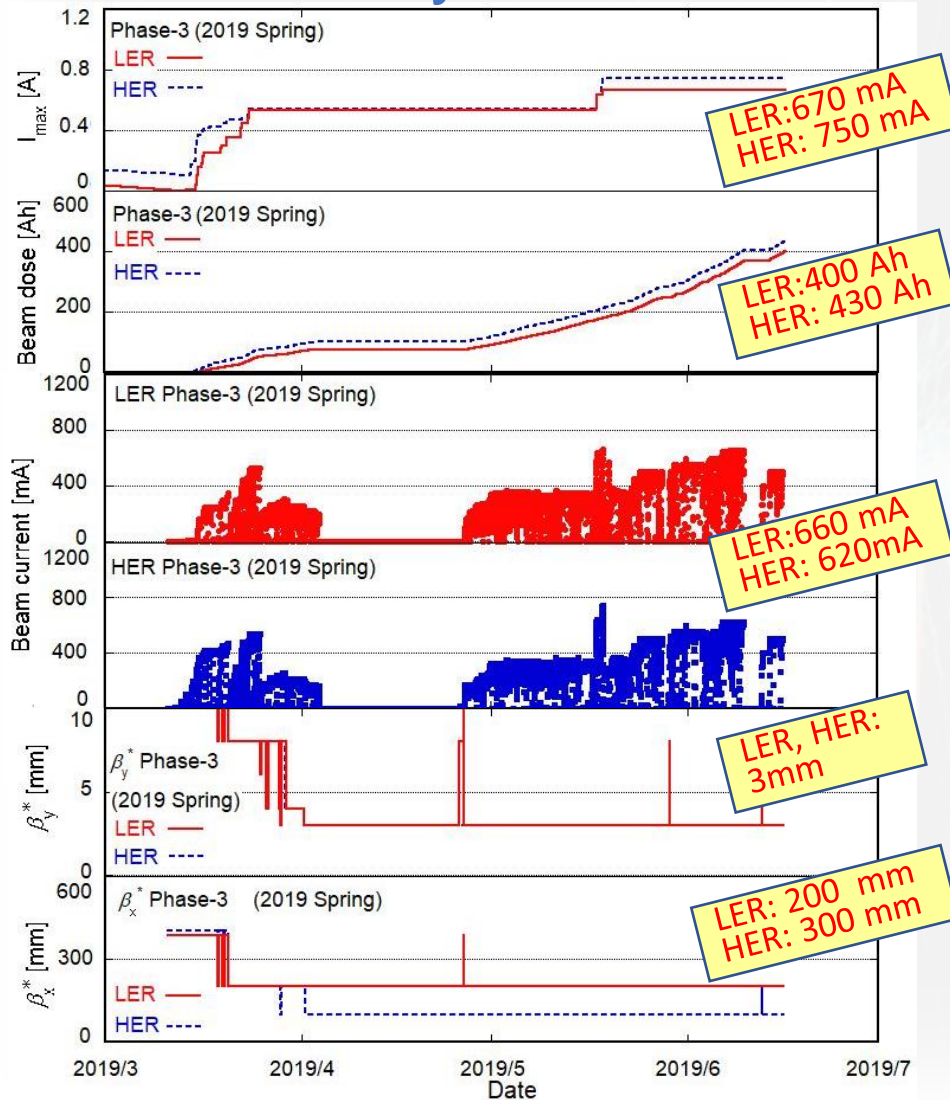 1.2
Phase-3 (2019 Spring)
LER
HER
0.8
0.4
0
I_max [A]
LER:670 mA
HER: 750 mA
600
Phase-3 (2019 Spring)
LER
HER
400
200
0
Beam dose [Ah]
LER:400 Ah
HER: 430 Ah
1200
LER Phase-3 (2019 Spring)
800
400
0
Beam current [mA]
1200
HER Phase-3 (2019 Spring)
800
400
0
LER:660 mA
HER: 620mA
10
β_y* Phase-3
(2019 Spring)
LER
HER
5
0
β_y* [mm]
LER, HER:
3mm
600
β_x* Phase-3 (2019 Spring)
LER
HER
300
0
β_x* [mm]
LER: 200 mm
HER: 300 mm
2019/3 2019/4 2019/5 2019/6 2019/7
Date